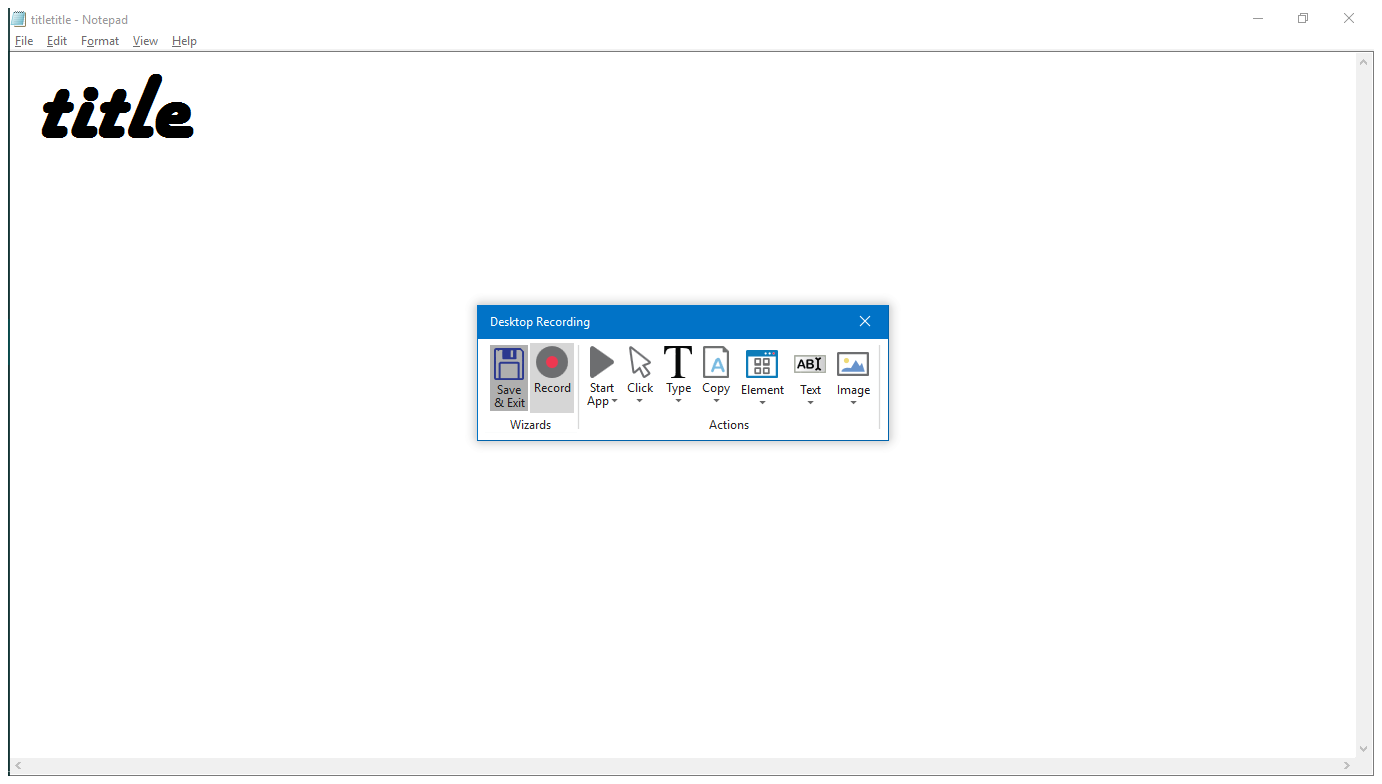 titletitle - Notepad
File Edit Format View Help
title
Desktop Recording
Save & Exit
Record
Start App
Click
Type
Copy
Element
Text
Image
A
ABI
Wizards
Actions